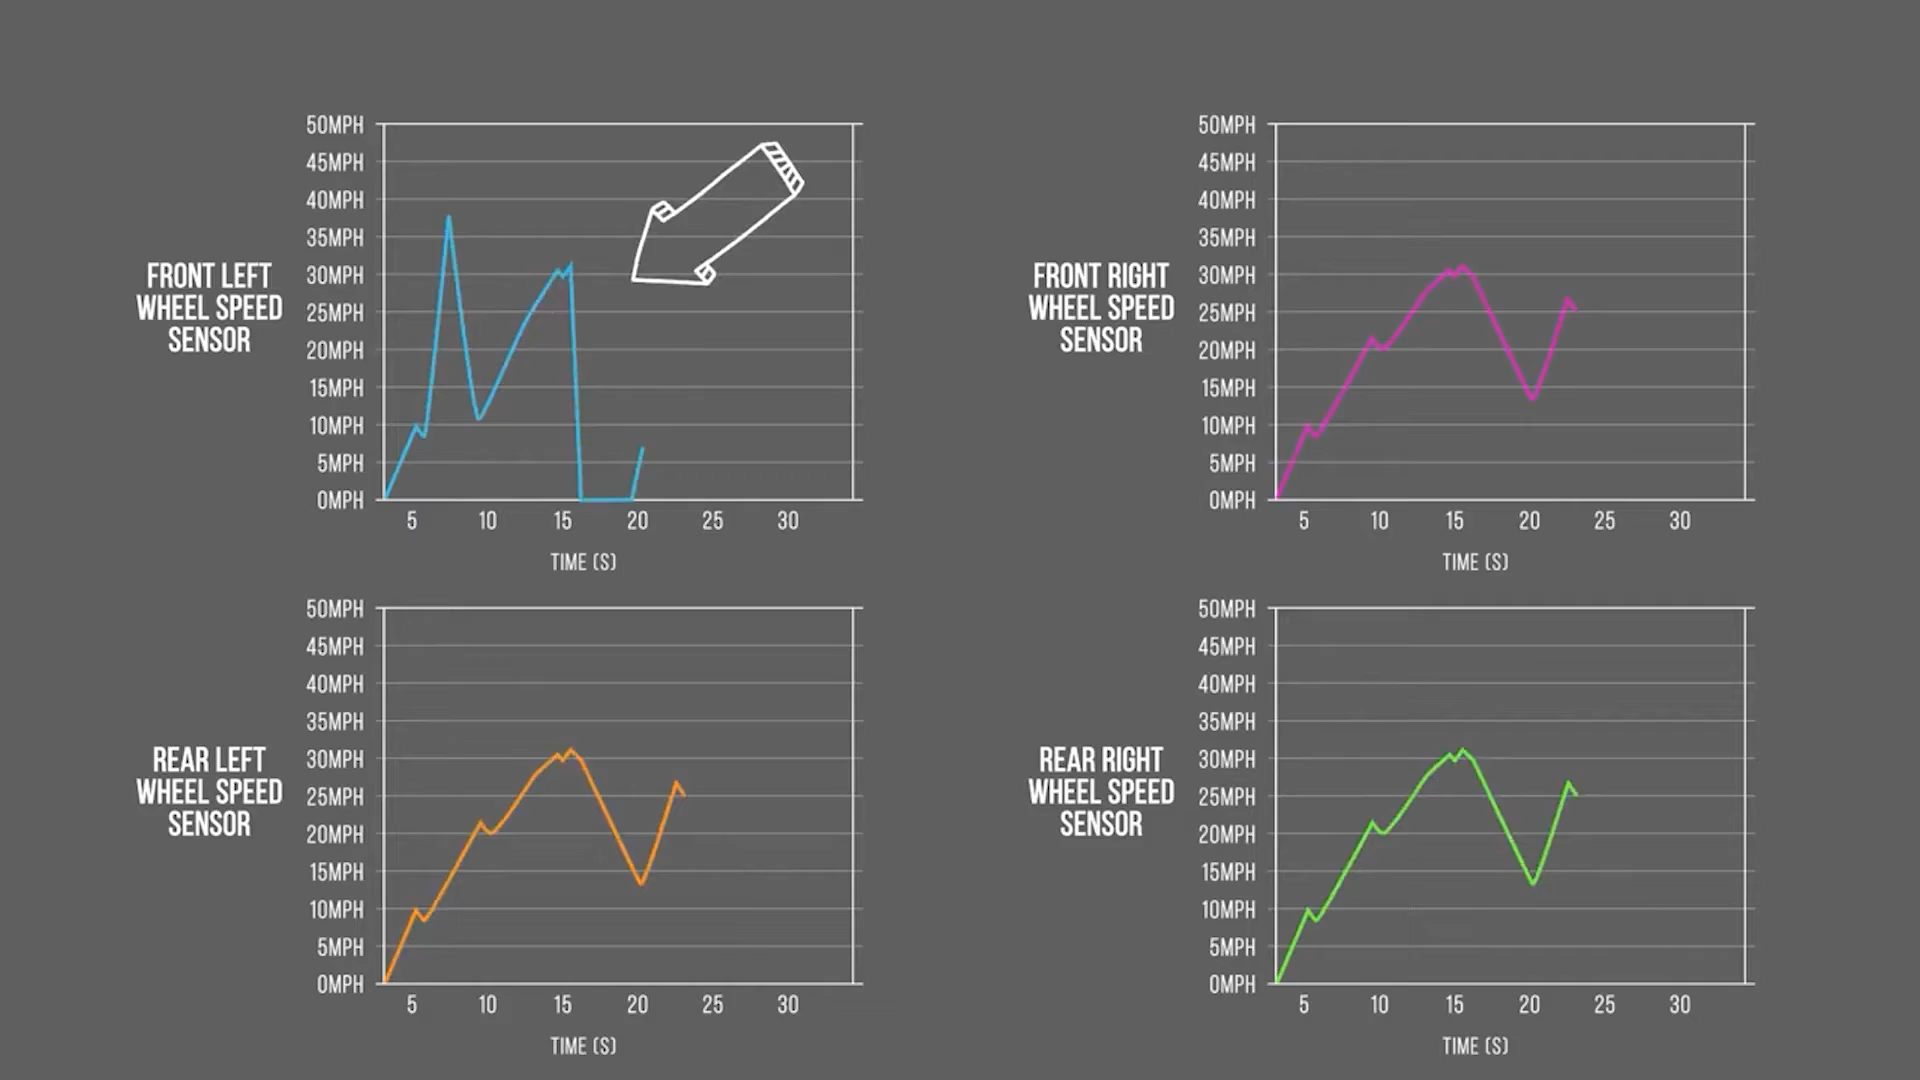 50MPH
45MPH
40MPH
35MPH
30MPH
25MPH
20MPH
15MPH
10MPH
5MPH
0MPH
FRONT LEFT
WHEEL SPEED
SENSOR
5 10 15 20 25 30
TIME (S)
50MPH
45MPH
40MPH
35MPH
30MPH
25MPH
20MPH
15MPH
10MPH
5MPH
0MPH
FRONT RIGHT
WHEEL SPEED
SENSOR
5 10 15 20 25 30
TIME (S)
50MPH
45MPH
40MPH
35MPH
30MPH
25MPH
20MPH
15MPH
10MPH
5MPH
0MPH
REAR LEFT
WHEEL SPEED
SENSOR
5 10 15 20 25 30
TIME (S)
50MPH
45MPH
40MPH
35MPH
30MPH
25MPH
20MPH
15MPH
10MPH
5MPH
0MPH
REAR RIGHT
WHEEL SPEED
SENSOR
5 10 15 20 25 30
TIME (S)